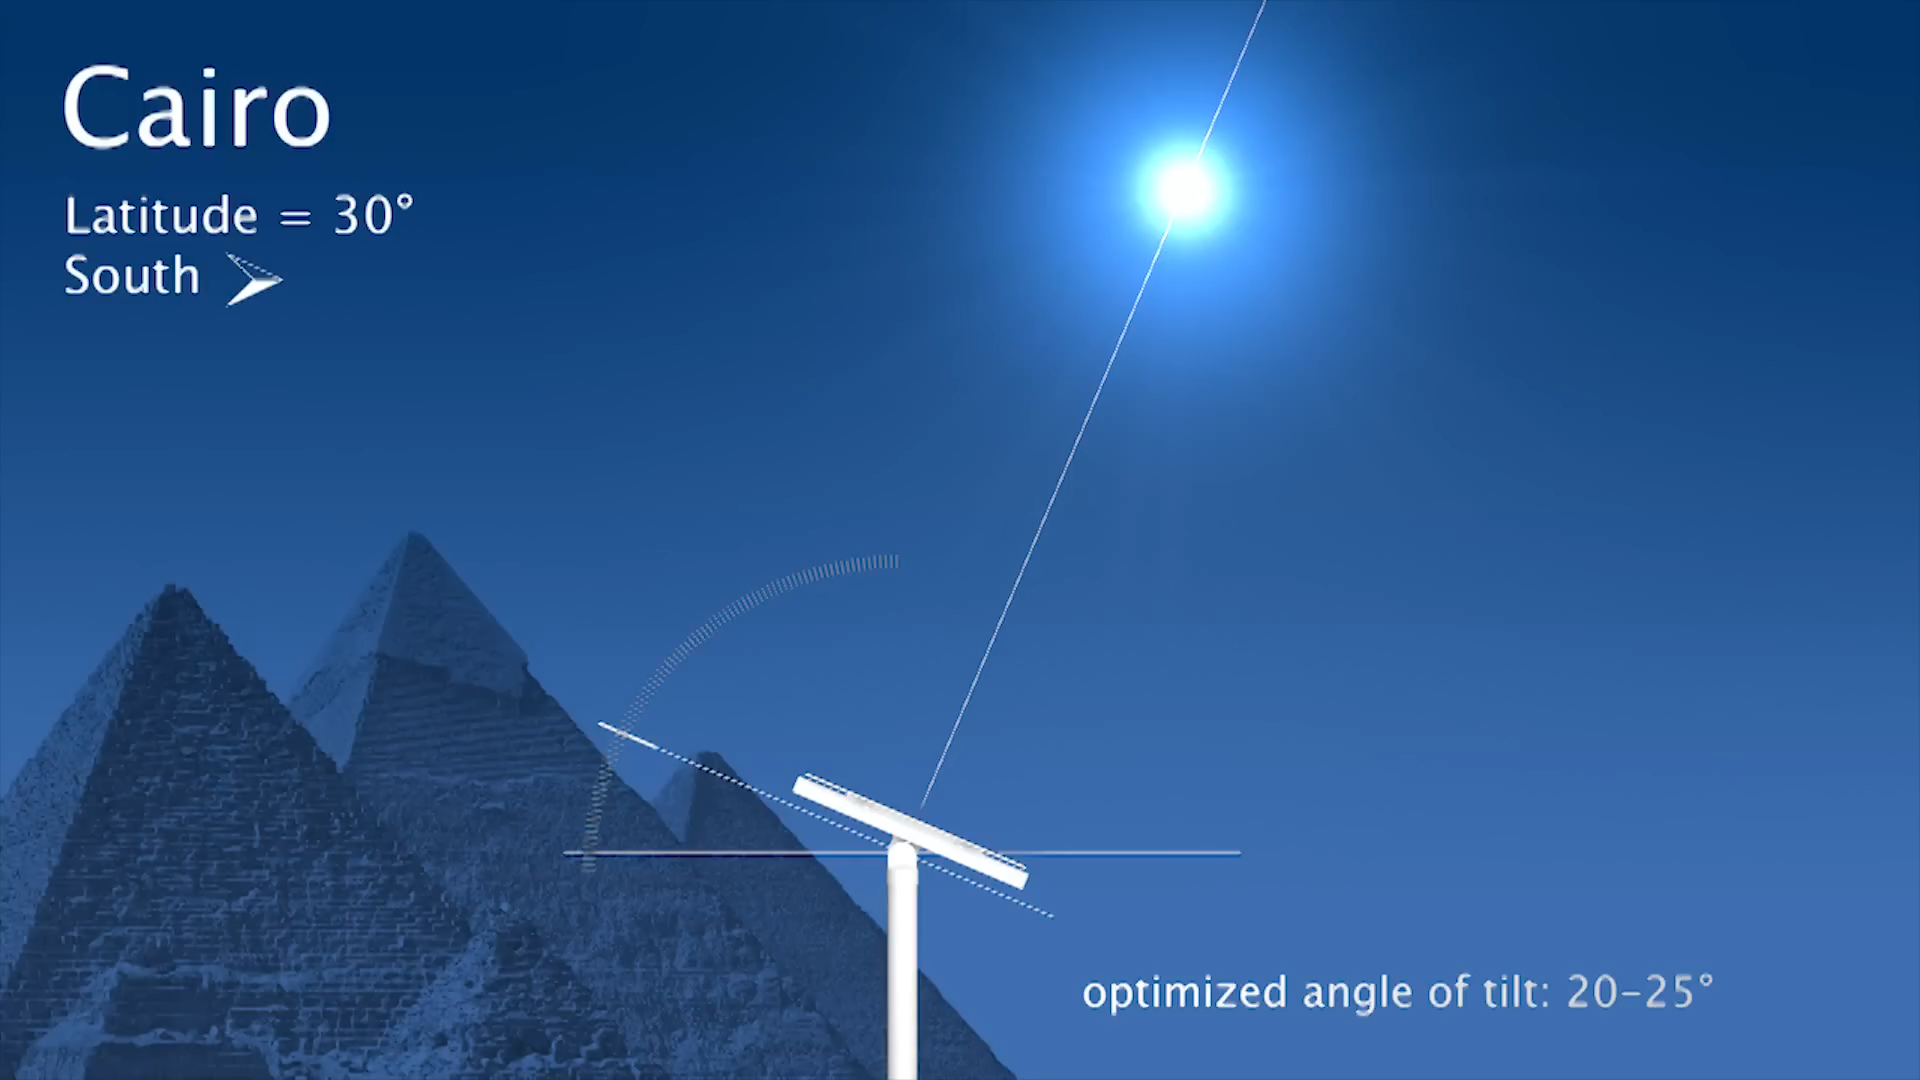 Cairo
Latitude = 30°
South
optimized angle of tilt: 20-25°